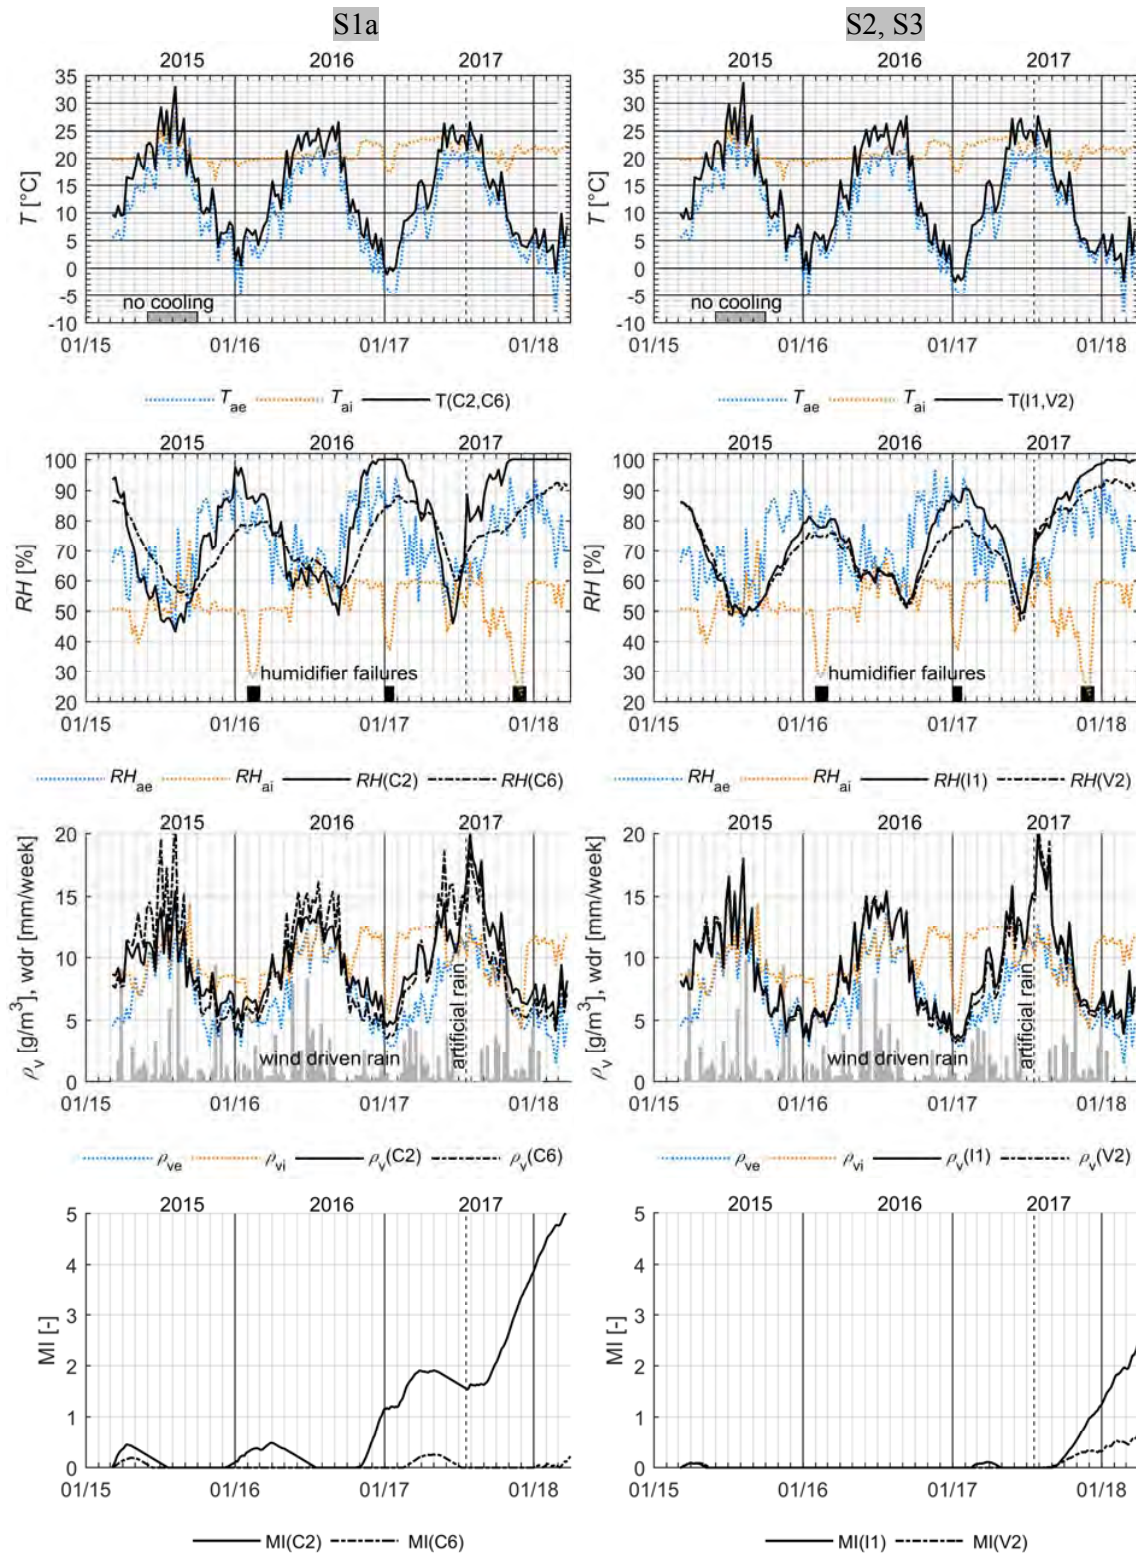 S1a
S2, S3
2015 2016 2017
T [°C]
35
30
25
20
15
10
5
0
-5
-10
no cooling
01/15 01/16 01/17 01/18
Tae Tai T(C2,C6)
2015 2016 2017
T [°C]
35
30
25
20
15
10
5
0
-5
-10
no cooling
01/15 01/16 01/17 01/18
Tae Tai T(I1,V2)
2015 2016 2017
RH [%]
100
90
80
70
60
50
40
30
20
humidifier failures
01/15 01/16 01/17 01/18
RHae RHai RH(C2) RH(C6)
2015 2016 2017
RH [%]
100
90
80
70
60
50
40
30
20
humidifier failures
01/15 01/16 01/17 01/18
RHae RHai RH(I1) RH(V2)
2015 2016 2017
ρv [g/m³], wdr [mm/week]
20
15
10
5
0
wind driven rain
artificial rain
01/15 01/16 01/17 01/18
ρve ρvi ρv(C2) ρv(C6)
2015 2016 2017
ρv [g/m³], wdr [mm/week]
20
15
10
5
0
wind driven rain
artificial rain
01/15 01/16 01/17 01/18
ρve ρvi ρv(I1) ρv(V2)
2015 2016 2017
MI [-]
5
4
3
2
1
0
01/15 01/16 01/17 01/18
MI(C2) MI(C6)
2015 2016 2017
MI [-]
5
4
3
2
1
0
01/15 01/16 01/17 01/18
MI(I1) MI(V2)